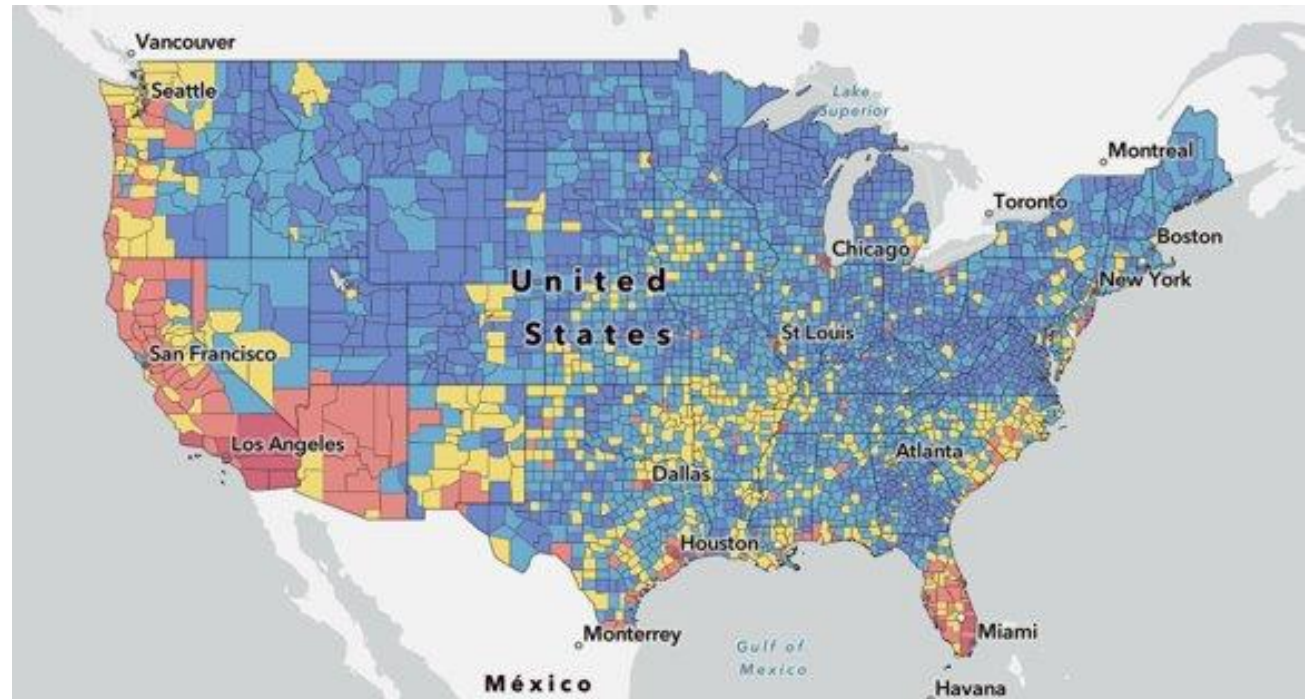 Vancouver
Seattle
Lake
Superior
Montreal
Toronto
Boston
Chicago
New York
United
States
St Louis
San Francisco
Los Angeles
Atlanta
Dallas
Houston
Monterrey
Miami
Gulf of
Mexico
México
Havana